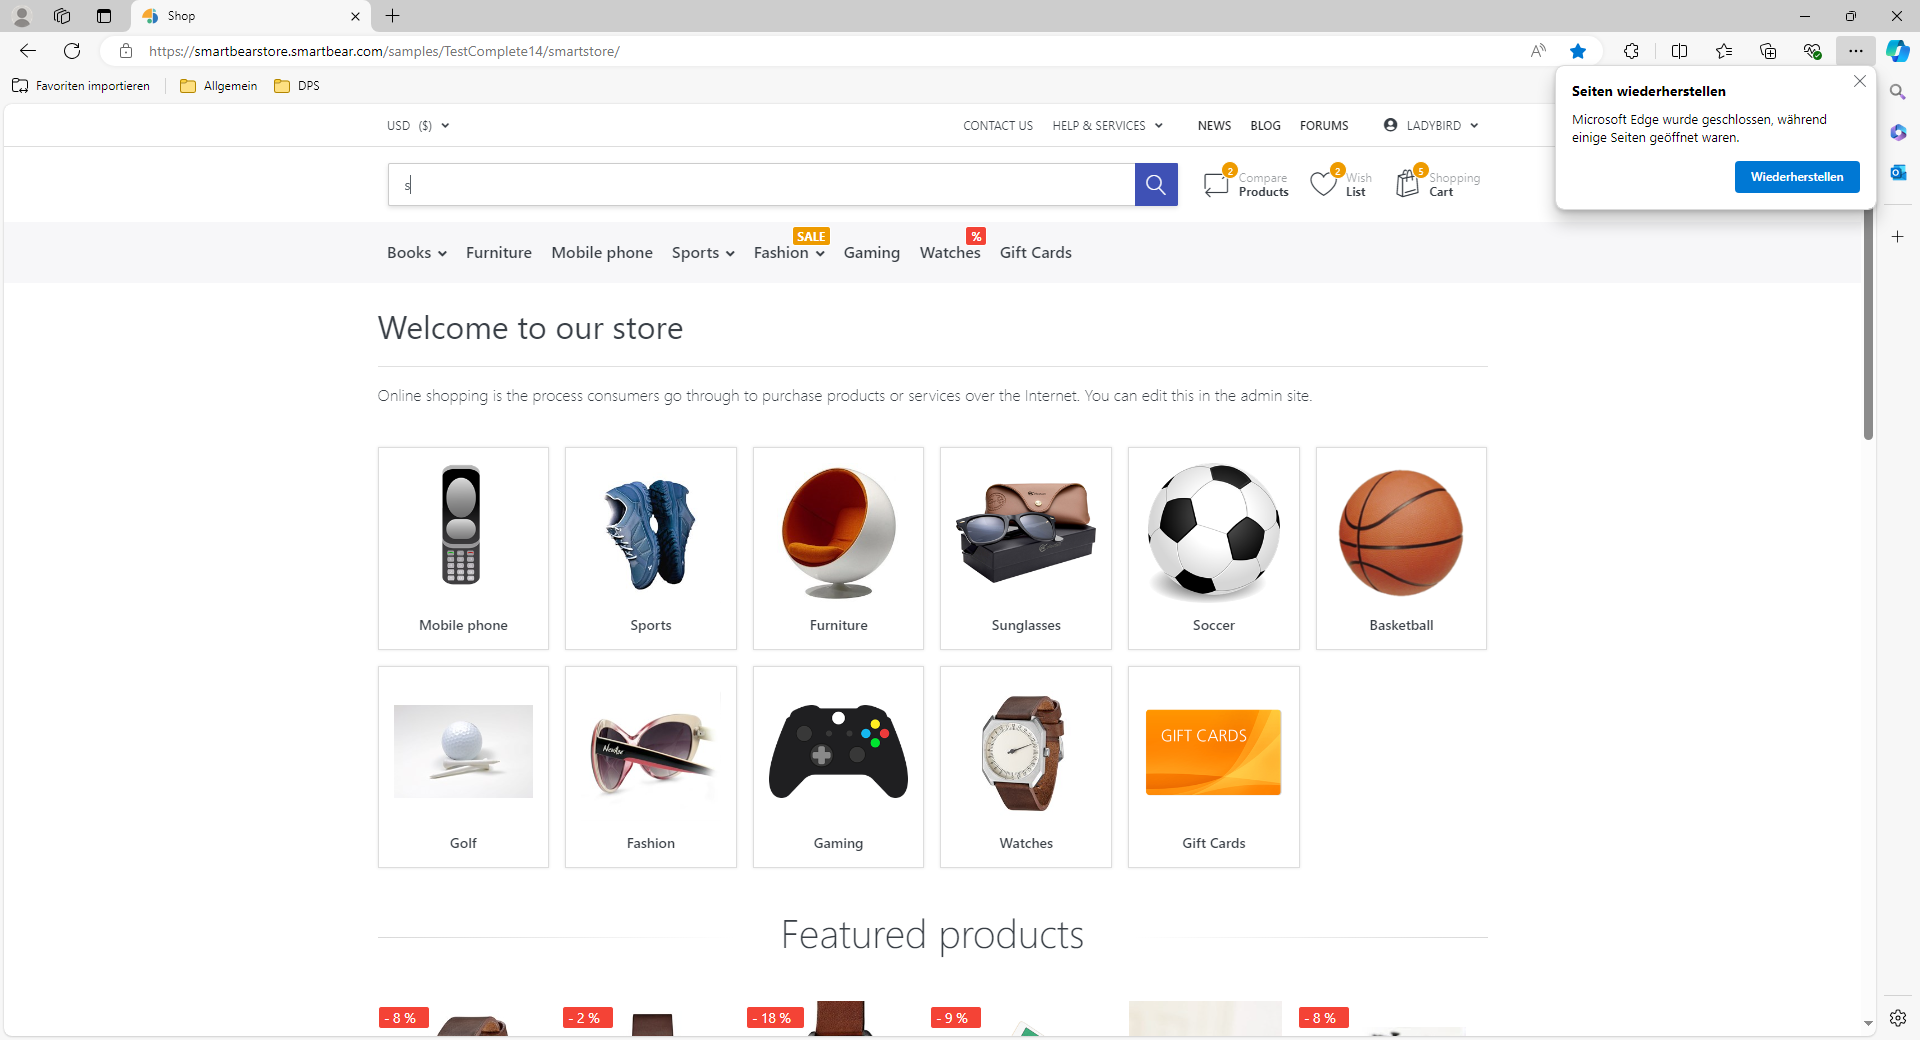 Shop
https://smartbearstore.smartbear.com/samples/TestComplete14/smartstore/
Favoriten importieren
Allgemein
DPS
Seiten wiederherstellen
Microsoft Edge wurde geschlossen, während
einige Seiten geöffnet waren.
Wiederherstellen
USD ($)
CONTACT US
HELP & SERVICES
NEWS
BLOG
FORUMS
LADYBIRD
s
2
Compare
Products
2
Wish
List
5
Shopping
Cart
SALE
%
Books
Furniture
Mobile phone
Sports
Fashion
Gaming
Watches
Gift Cards
Welcome to our store
Online shopping is the process consumers go through to purchase products or services over the Internet. You can edit this in the admin site.
Mobile phone
Sports
Furniture
Sunglasses
Soccer
Basketball
GIFT CARDS
Golf
Fashion
Gaming
Watches
Gift Cards
Featured products
- 8 %
- 2 %
- 18 %
- 9 %
- 8 %